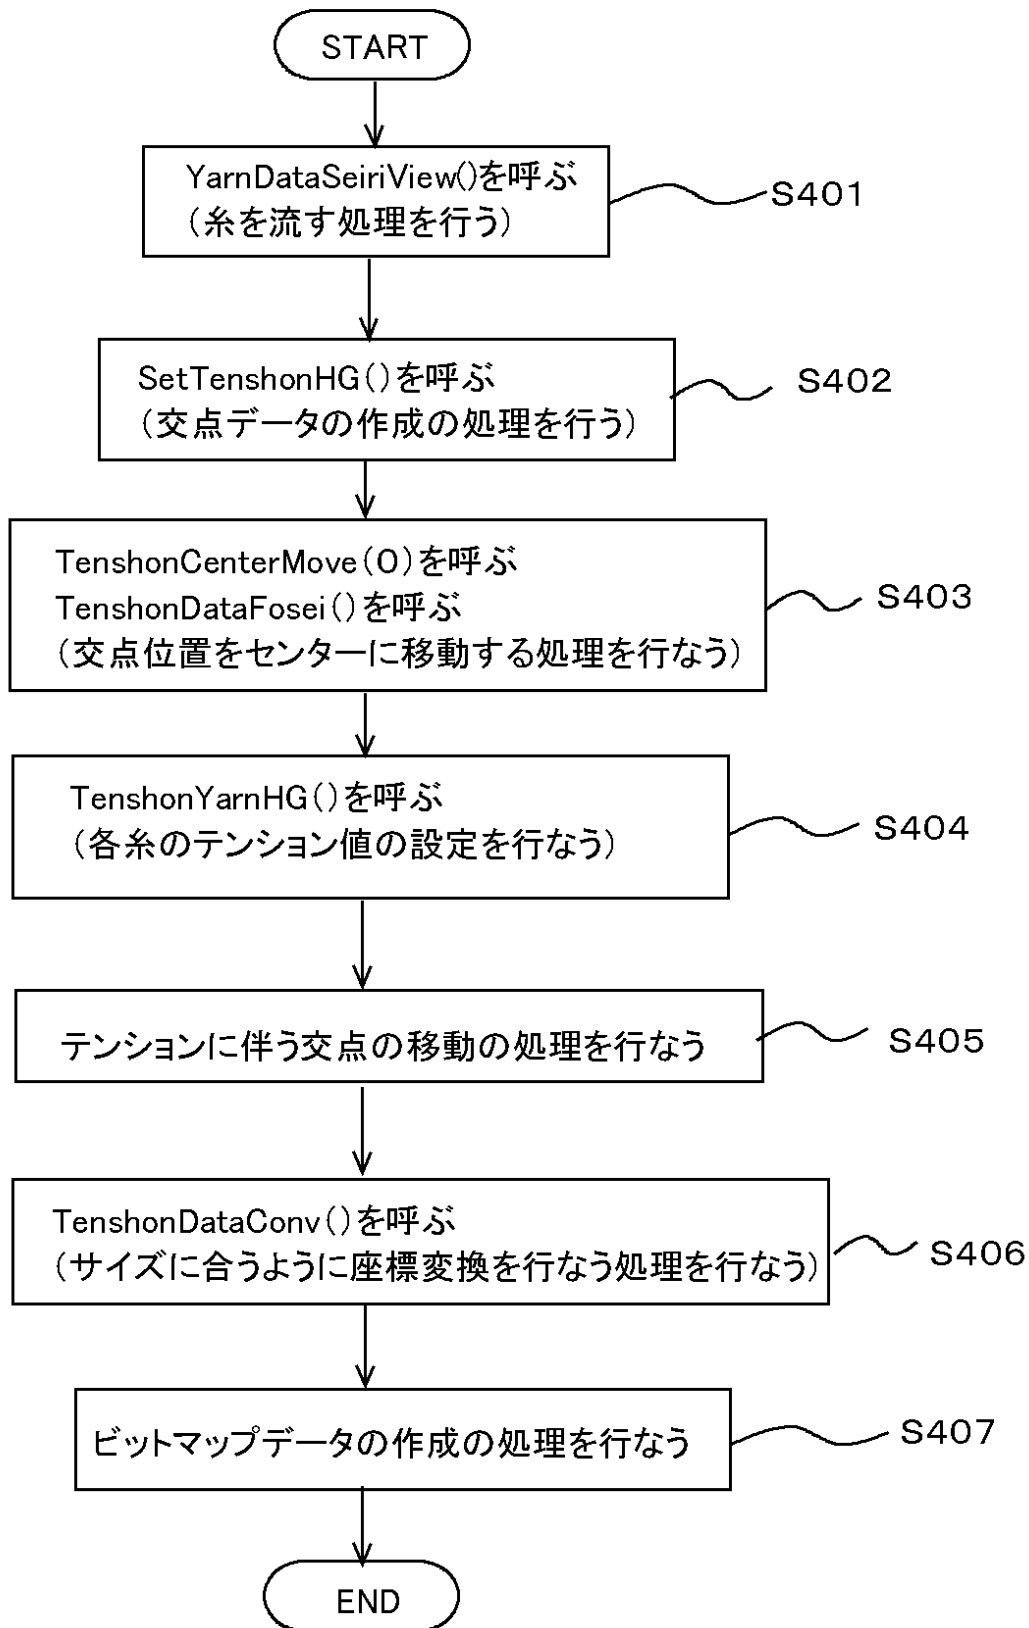 START
YarnDataSeiriView()を呼ぶ
(糸を流す処理を行う)
S401
SetTenshonHG()を呼ぶ
(交点データの作成の処理を行う)
S402
TenshonCenterMove(0)を呼ぶ
TenshonDataFosei()を呼ぶ
(交点位置をセンターに移動する処理を行なう)
S403
TenshonYarnHG()を呼ぶ
(各糸のテンション値の設定を行なう)
S404
テンションに伴う交点の移動の処理を行なう
S405
TenshonDataConv()を呼ぶ
(サイズに合うように座標変換を行なう処理を行なう)
S406
ビットマップデータの作成の処理を行なう
S407
END